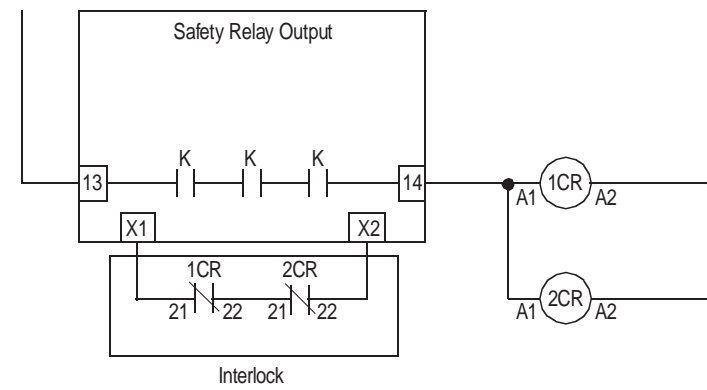 Safety Relay Output
K K K
13 14 1CR
A1 A2
X1 X2
1CR 2CR
21 22 21 22
2CR
A1 A2
Interlock